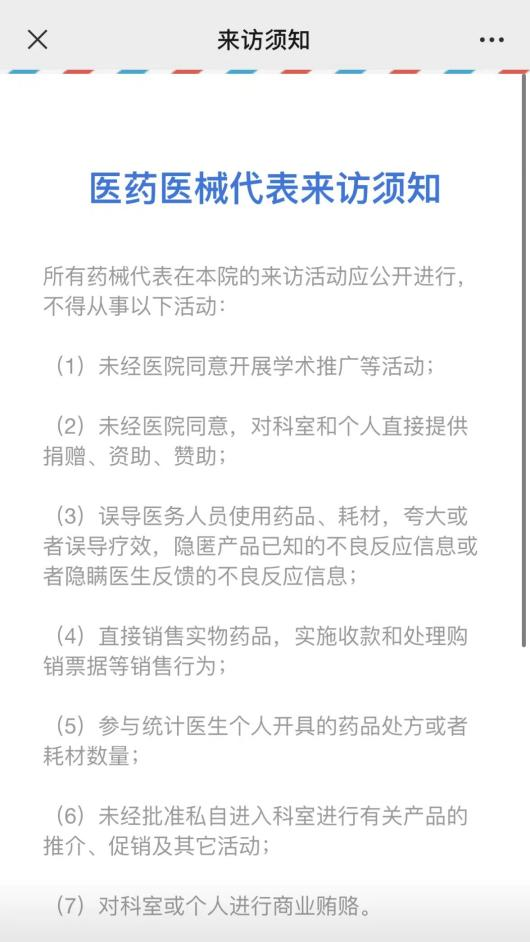 来访须知
医药医械代表来访须知
所有药械代表在本院的来访活动应公开进行，
不得从事以下活动：
（1）未经医院同意开展学术推广等活动；
（2）未经医院同意，对科室和个人直接提供
捐赠、资助、赞助；
（3）误导医务人员使用药品、耗材，夸大或
者误导疗效，隐匿产品已知的不良反应信息或
者隐瞒医生反馈的不良反应信息；
（4）直接销售实物药品，实施收款和处理购
销票据等销售行为；
（5）参与统计医生个人开具的药品处方或者
耗材数量；
（6）未经批准私自进入科室进行有关产品的
推介、促销及其它活动；
（7）对科室或个人进行商业贿赂。